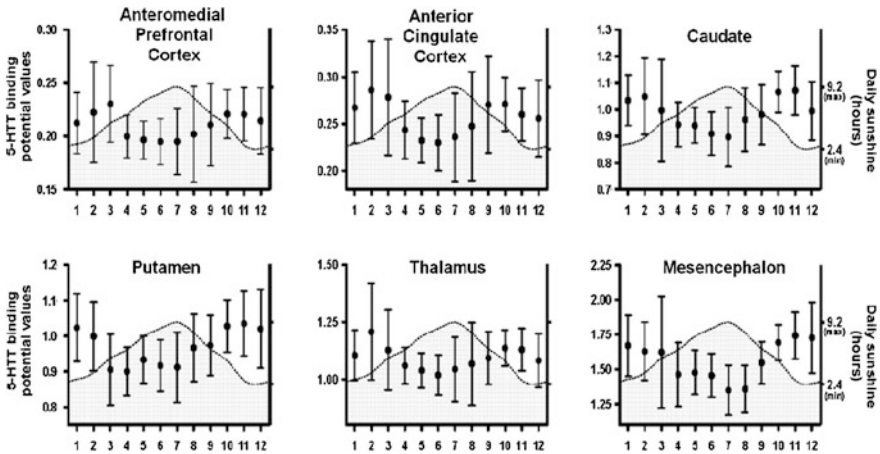 Anteromedial
Prefrontal
Cortex
5-HTT binding
potential values
0.30
0.25
0.20
0.15
1 2 3 4 5 6 7 8 9 10 11 12
Anterior
Cingulate
Cortex
0.35
0.30
0.25
0.20
1 2 3 4 5 6 7 8 9 10 11 12
Caudate
1.3
1.2
1.1
1.0
0.9
0.8
0.7
1 2 3 4 5 6 7 8 9 10 11 12
9.2
(max)
2.4
(min)
Daily sunshine
(hours)
Putamen
5-HTT binding
potential values
1.2
1.1
1.0
0.9
0.8
1 2 3 4 5 6 7 8 9 10 11 12
Thalamus
1.50
1.25
1.00
1 2 3 4 5 6 7 8 9 10 11 12
Mesencephalon
2.25
2.00
1.75
1.50
1.25
1 2 3 4 5 6 7 8 9 10 11 12
9.2
(max)
2.4
(min)
Daily sunshine
(hours)